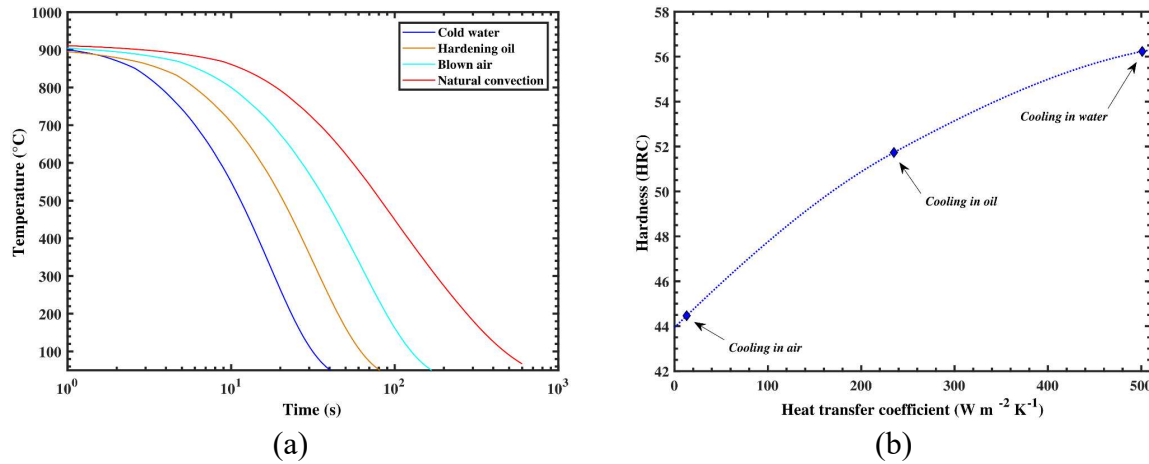 Cold water
Hardening oil
Blown air
Natural convection
1000
900
800
700
600
500
400
300
200
100
Temperature (°C)
10^0
10^1
10^2
10^3
Time (s)
(a)
58
56
54
52
50
48
46
44
42
Hardness (HRC)
Cooling in water
Cooling in oil
Cooling in air
0
100
200
300
400
500
Heat transfer coefficient (W m ^-2 K^-1)
(b)